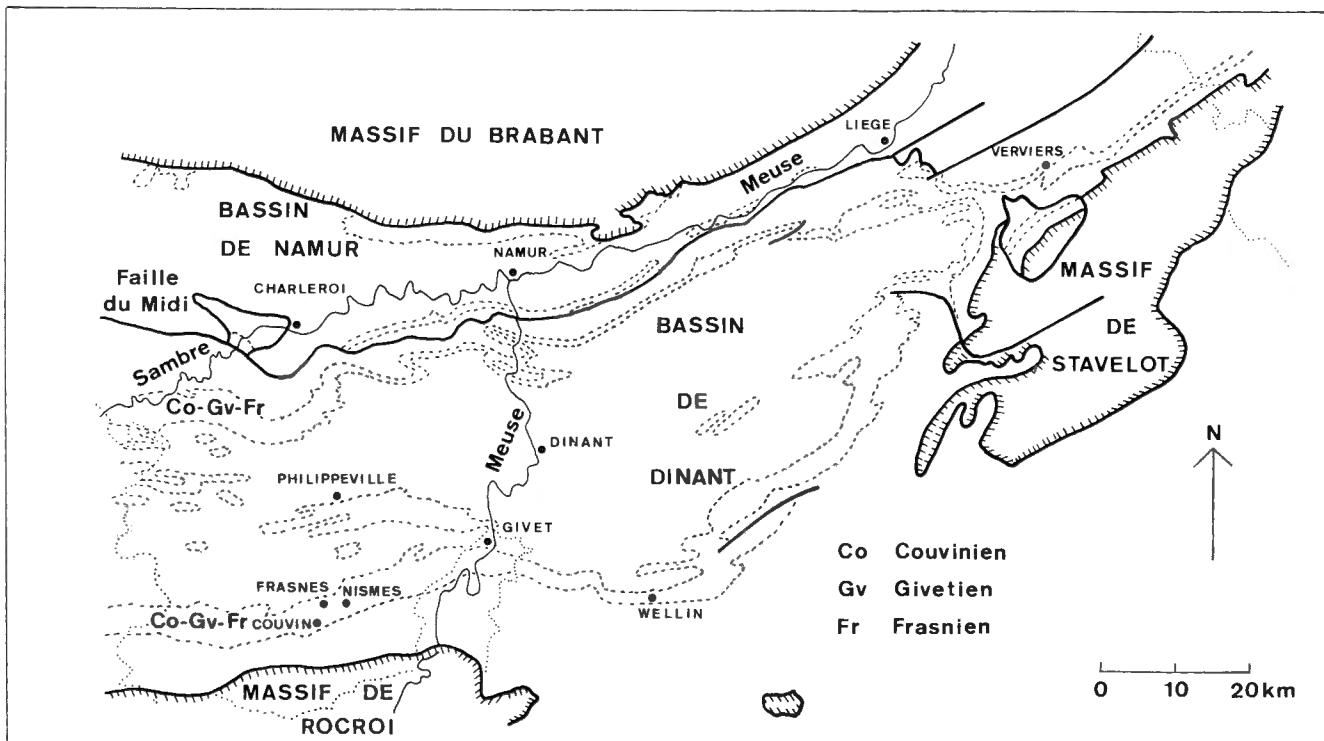 MASSIF DU BRABANT
LIEGE
VERVIERS
Meuse
BASSIN
DE NAMUR
NAMUR
Faille
du Midi
CHARLEROI
MASSIF
DE
STAVELOT
BASSIN
DE
DINANT
Sambre
Co-Gv-Fr
Meuse
DINANT
PHILIPPEVILLE
GIVET
N
FRASNES
NISMES
Co-Gv-Fr
COUVIN
WELLIN
Co Couvinien
Gv Givetien
Fr Frasnien
MASSIF DE
ROCROI
0 10 20km